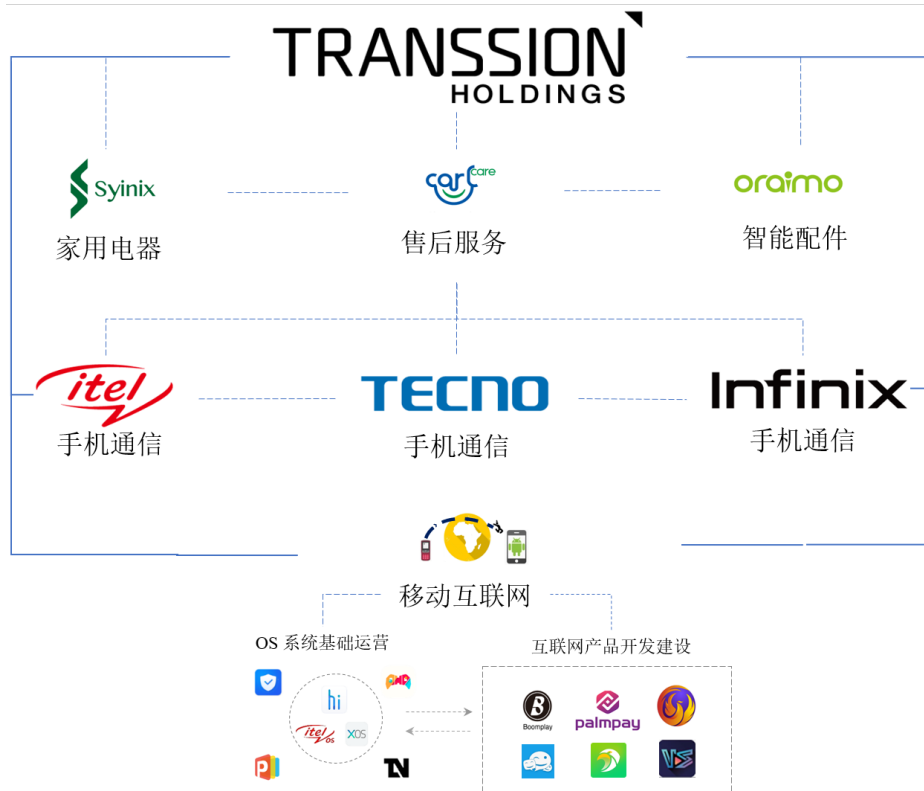 TRANSSION
HOLDINGS
Syinix
carlcare
oraimo
家用电器
售后服务
智能配件
itel
TECNO
Infinix
手机通信
手机通信
手机通信
移动互联网
OS 系统基础运营
互联网产品开发建设
hi
itel OS
XOS
Boomplay
palmpay
VS
P